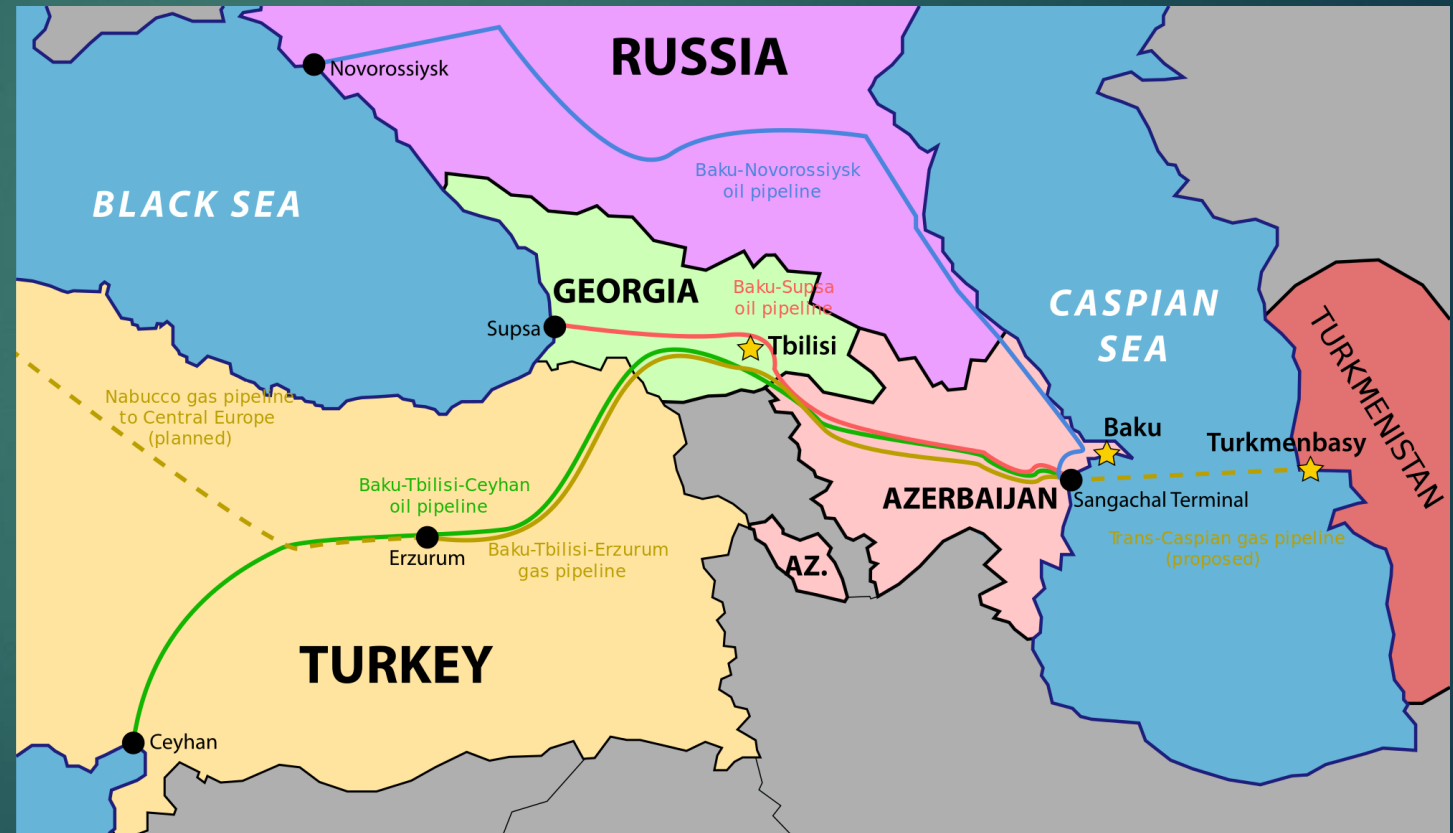 RUSSIA
Novorossiysk
Baku-Novorossiysk
oil pipeline
BLACK SEA
GEORGIA
Baku-Supsa
oil pipeline
CASPIAN
SEA
Supsa
Tbilisi
TURKMENISTAN
Nabucco gas pipeline
to Central Europe
(planned)
Baku
Turkmenbasy
Baku-Tbilisi-Ceyhan
oil pipeline
AZERBAIJAN
Sangachal Terminal
Erzurum
Baku-Tbilisi-Erzurum
gas pipeline
Trans-Caspian gas pipeline
(proposed)
AZ.
TURKEY
Ceyhan